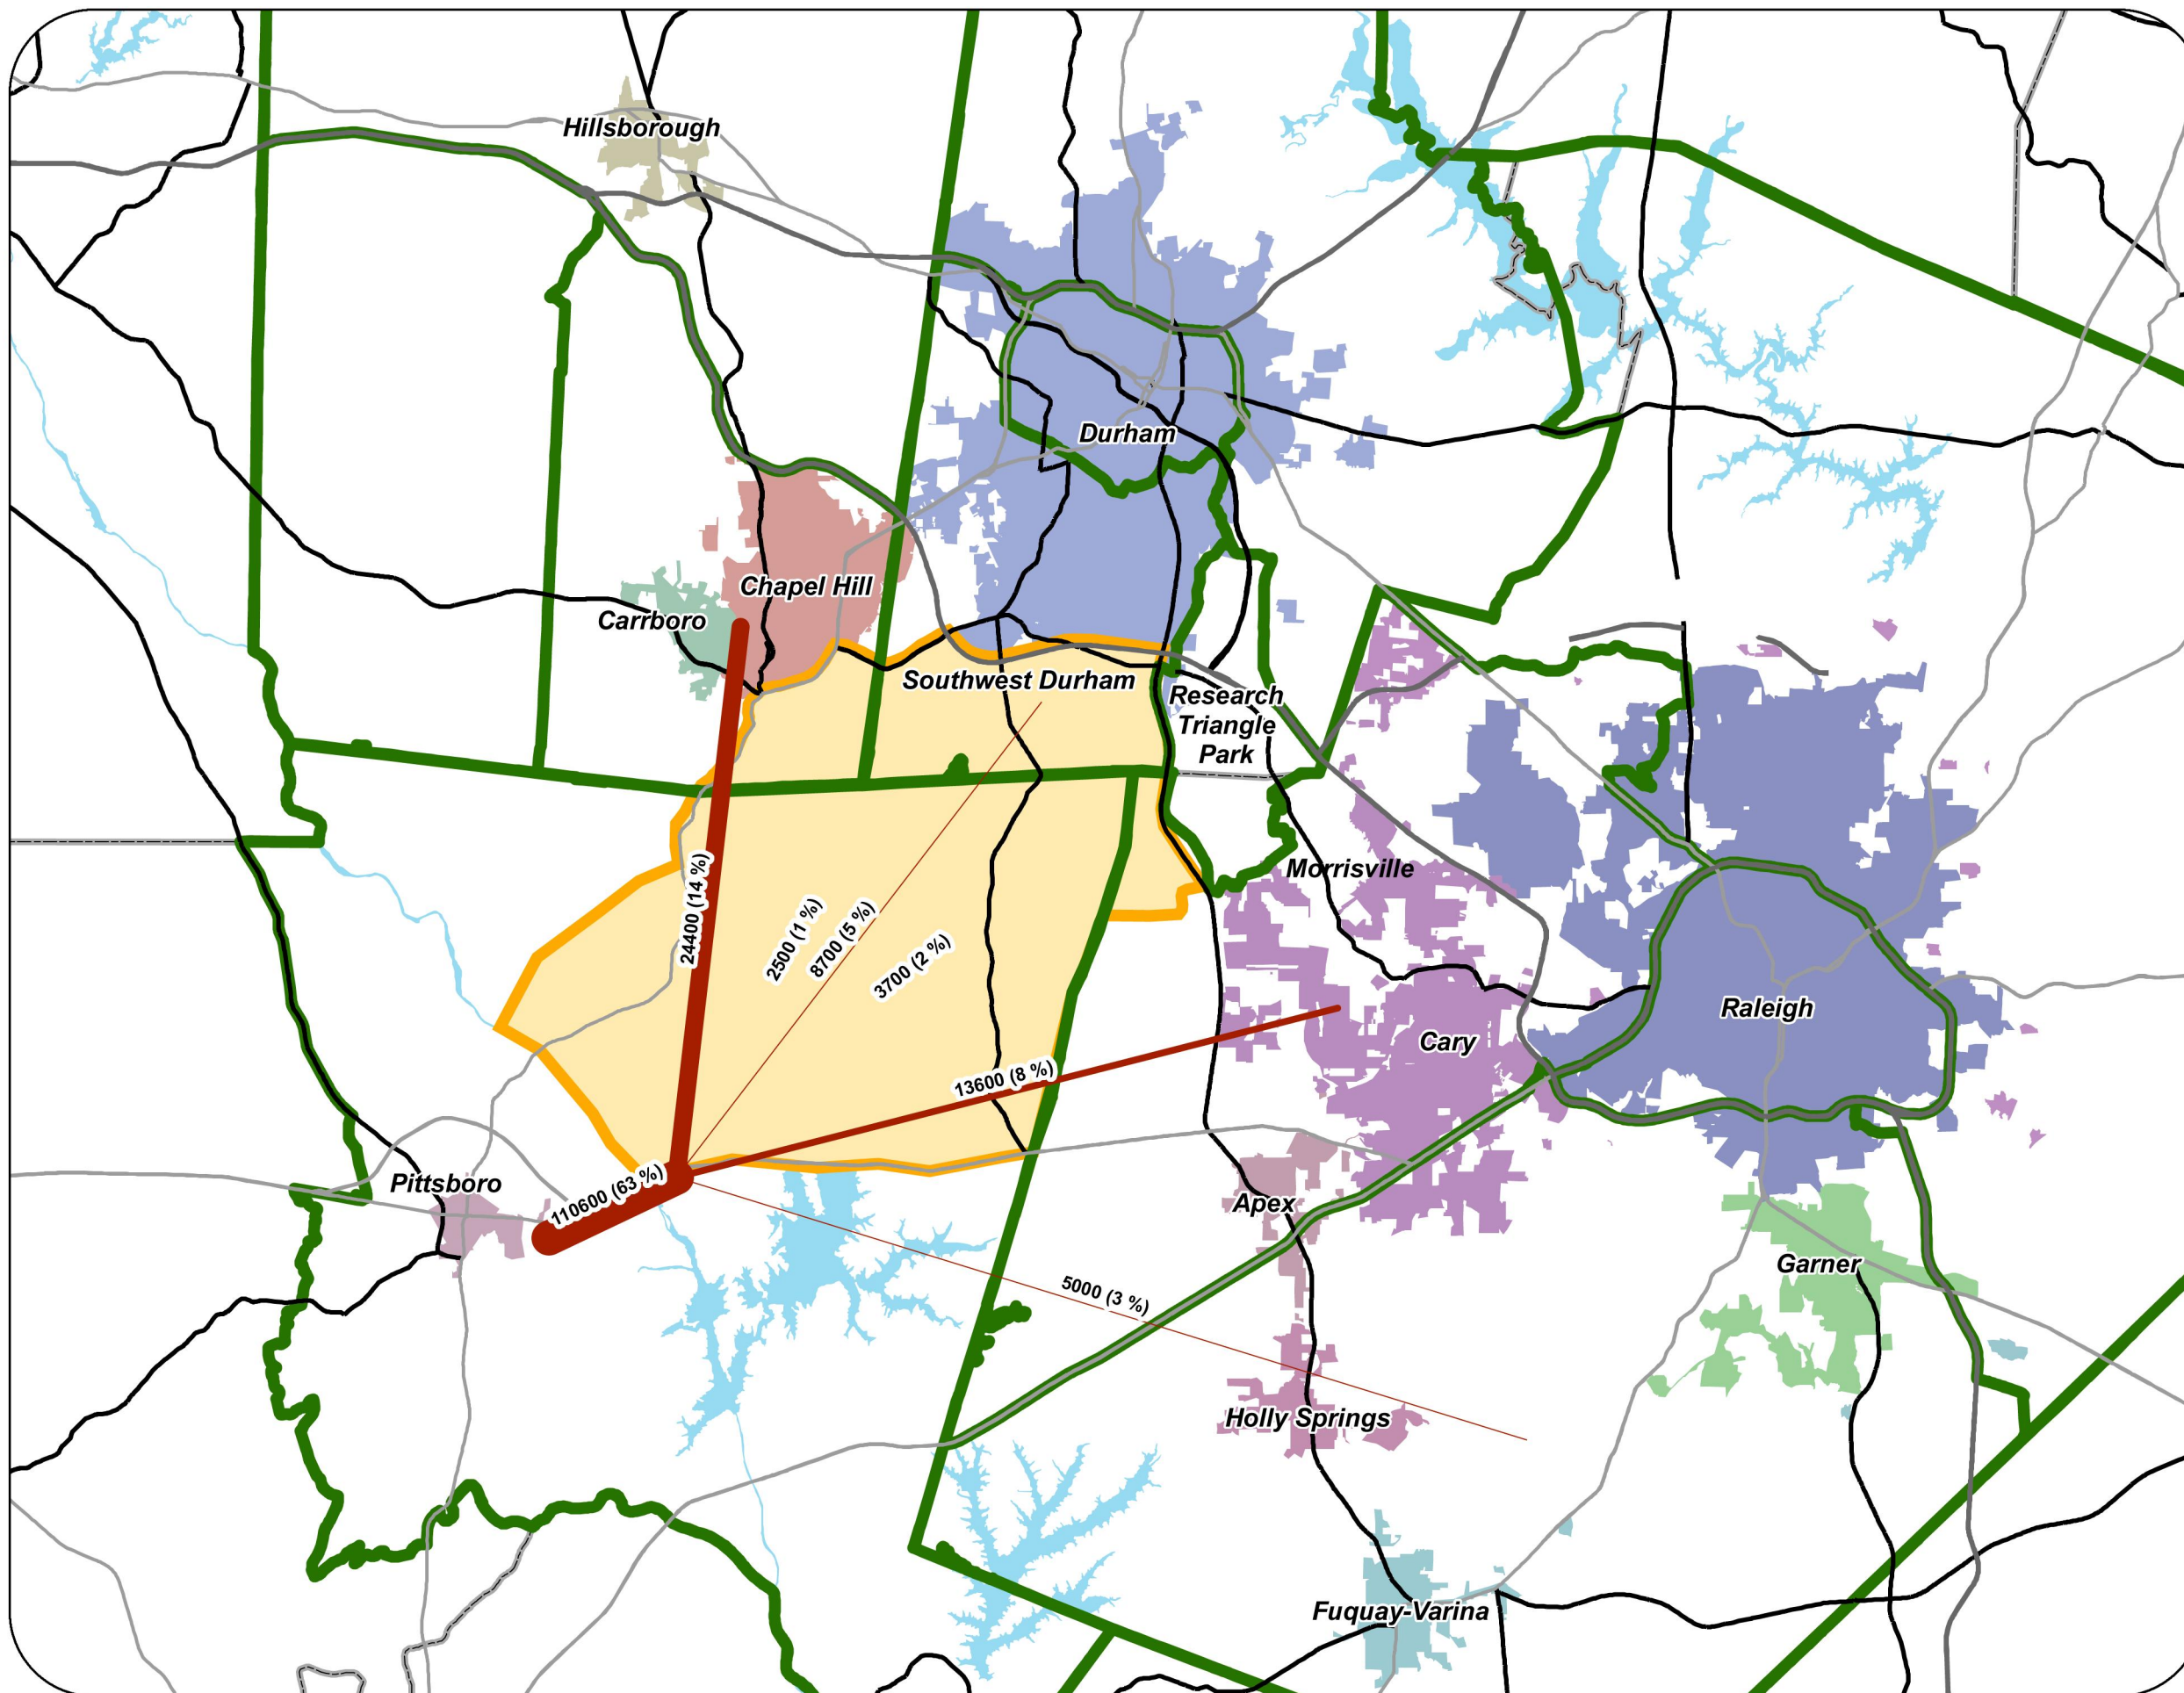 Hillsborough
Durham
Chapel Hill
Carrboro
Southwest Durham
Research
Triangle
Park
Morrisville
24400 (14 %)
2500 (1 %)
8700 (5 %)
3700 (2 %)
Raleigh
Cary
13600 (8 %)
Pittsboro
110600 (63 %)
Apex
Garner
5000 (3 %)
Holly Springs
Fuquay-Varina